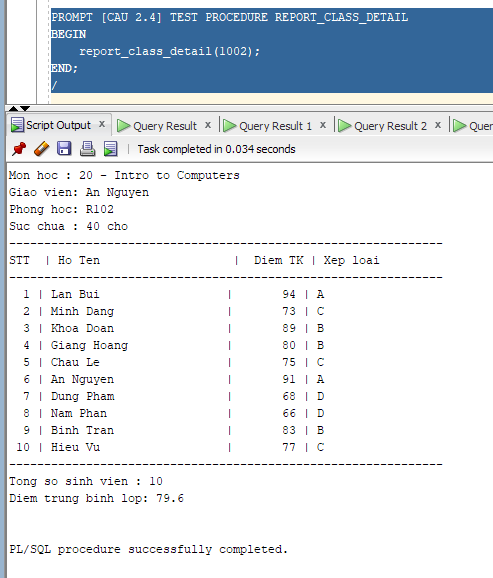 PROMPT [CAU 2.4] TEST PROCEDURE REPORT_CLASS_DETAIL
BEGIN
    report_class_detail(1002);
END;
/
Script Output x Query Result x Query Result 1 x Query Result 2 x Que
Task completed in 0.034 seconds
Mon hoc : 20 - Intro to Computers
Giao vien: An Nguyen
Phong hoc: R102
Suc chua : 40 cho
--------------------------------------------------------------
STT  | Ho Ten                   |  Diem TK | Xep loai
--------------------------------------------------------------
  1 | Lan Bui                  |       94 | A
  2 | Minh Dang                |       73 | C
  3 | Khoa Doan                |       89 | B
  4 | Giang Hoang              |       80 | B
  5 | Chau Le                  |       75 | C
  6 | An Nguyen                |       91 | A
  7 | Dung Pham                |       68 | D
  8 | Nam Phan                 |       66 | D
  9 | Binh Tran                |       83 | B
 10 | Hieu Vu                  |       77 | C
--------------------------------------------------------------
Tong so sinh vien : 10
Diem trung binh lop: 79.6
PL/SQL procedure successfully completed.